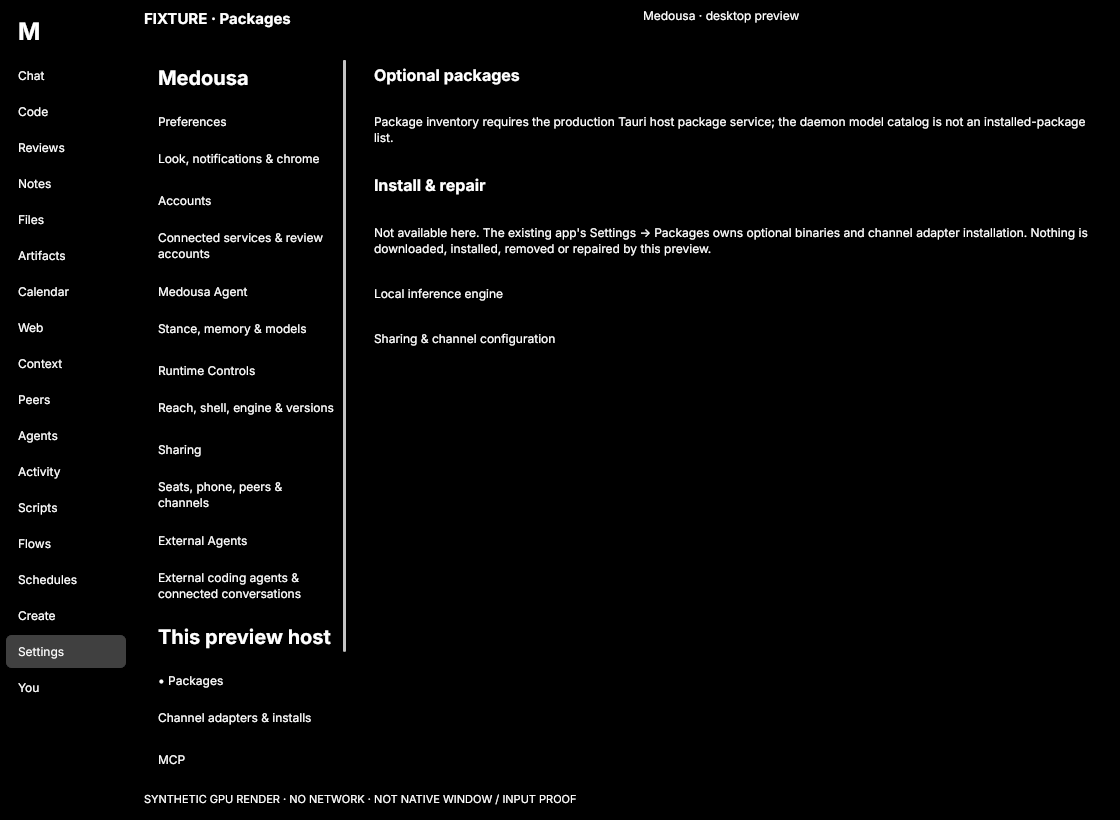 M
Chat
Code
Reviews
Notes
Files
Artifacts
Calendar
Web
Context
Peers
Agents
Activity
Scripts
Flows
Schedules
Create
Settings
You
FIXTURE · Packages
Medousa · desktop preview
Medousa
Preferences
Look, notifications & chrome
Accounts
Connected services & review
accounts
Medousa Agent
Stance, memory & models
Runtime Controls
Reach, shell, engine & versions
Sharing
Seats, phone, peers &
channels
External Agents
External coding agents &
connected conversations
This preview host
• Packages
Channel adapters & installs
MCP
Optional packages
Package inventory requires the production Tauri host package service; the daemon model catalog is not an installed-package
list.
Install & repair
Not available here. The existing app's Settings → Packages owns optional binaries and channel adapter installation. Nothing is
downloaded, installed, removed or repaired by this preview.
Local inference engine
Sharing & channel configuration
SYNTHETIC GPU RENDER · NO NETWORK · NOT NATIVE WINDOW / INPUT PROOF